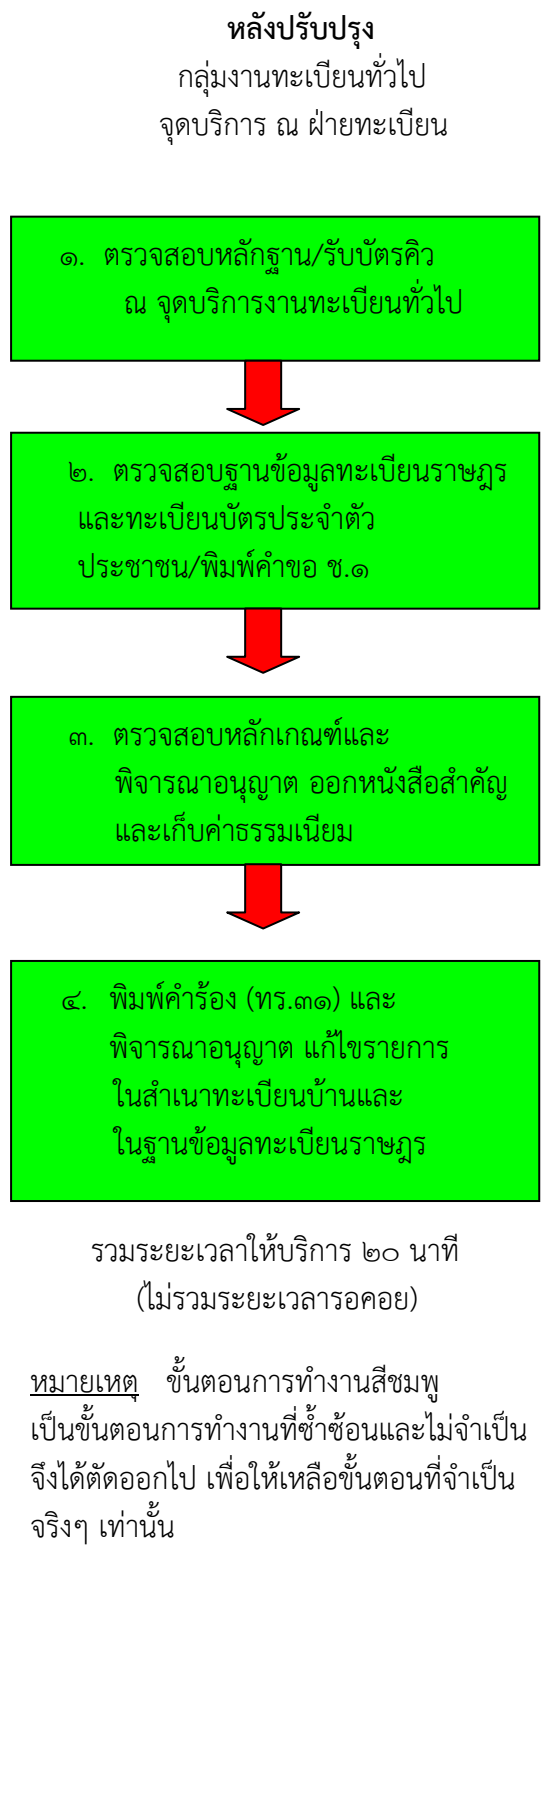 หลังปรับปรุง
กลุ่มงานทะเบียนทั่วไป
จุดบริการ ณ ฝ่ายทะเบียน
๑. ตรวจสอบหลักฐาน/รับบัตรคิว
ณ จุดบริการงานทะเบียนทั่วไป
๒. ตรวจสอบฐานข้อมูลทะเบียนราษฎร
และทะเบียนบัตรประจำตัว
ประชาชน/พิมพ์คำขอ ช.๑
๓. ตรวจสอบหลักเกณฑ์และ
พิจารณาอนุญาต ออกหนังสือสำคัญ
และเก็บค่าธรรมเนียม
๔. พิมพ์คำร้อง (ทร.๓๑) และ
พิจารณาอนุญาต แก้ไขรายการ
ในสำเนาทะเบียนบ้านและ
ในฐานข้อมูลทะเบียนราษฎร
รวมระยะเวลาให้บริการ ๒๐ นาที
(ไม่รวมระยะเวลารอคอย)
หมายเหตุ ขั้นตอนการทำงานสีชมพู
เป็นขั้นตอนการทำงานที่ซ้ำซ้อนและไม่จำเป็น
จึงได้ตัดออกไป เพื่อให้เหลือขั้นตอนที่จำเป็น
จริงๆ เท่านั้น